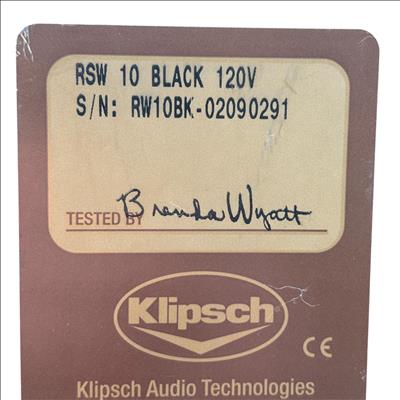 RSW 10 BLACK 120V
S/N: RW10BK-02090291
TESTED BY Brenda Wyatt
Klipsch
CE
Klipsch Audio Technologies